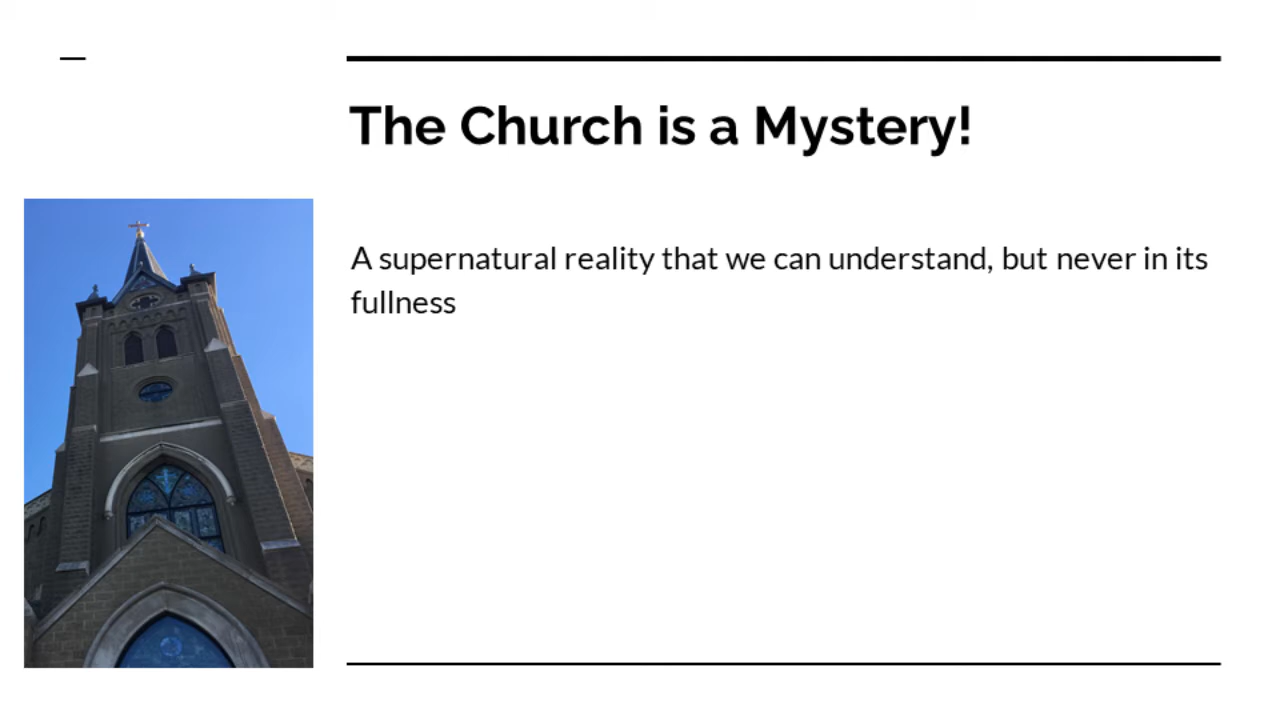 The Church is a Mystery!
A supernatural reality that we can understand, but never in its
fullness